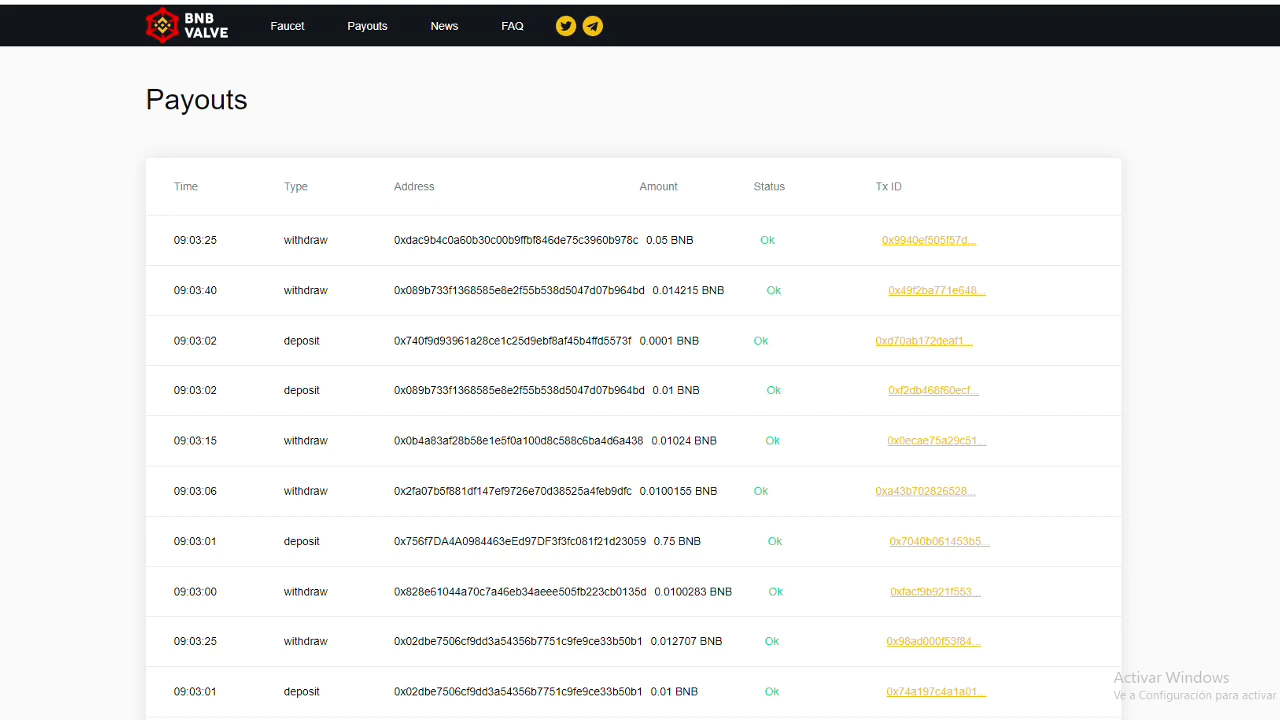 BNB VALVE Faucet Payouts News FAQ
Payouts
Time Type Address Amount Status Tx ID
09:03:25 withdraw 0xdac9b4c0a60b30c00b9ffbf846de75c3960b978c 0.05 BNB Ok 0x9940ef505f57d...
09:03:40 withdraw 0x089b733f1368585e8e2f55b538d5047d07b964bd 0.014215 BNB Ok 0x49f2ba771e648...
09:03:02 deposit 0x740f9d93961a28ce1c25d9ebf8af45b4ffd5573f 0.0001 BNB Ok 0xd70ab172deaf1...
09:03:02 deposit 0x089b733f1368585e8e2f55b538d5047d07b964bd 0.01 BNB Ok 0xf2db468f60ecf...
09:03:15 withdraw 0x0b4a83af28b58e1e5f0a100d8c588c6ba4d6a438 0.01024 BNB Ok 0x0ecae75a29c51...
09:03:06 withdraw 0x2fa07b5f881df147ef9726e70d38525a4feb9dfc 0.0100155 BNB Ok 0xa43b702826528...
09:03:01 deposit 0x756f7DA4A0984463eEd97DF3f3fc081f21d23059 0.75 BNB Ok 0x7040b061453b5...
09:03:00 withdraw 0x828e61044a70c7a46eb34aeee505fb223cb0135d 0.0100283 BNB Ok 0xfacf9b921f553...
09:03:25 withdraw 0x02dbe7506cf9dd3a54356b7751c9fe9ce33b50b1 0.012707 BNB Ok 0x98ad000f53f84...
09:03:01 deposit 0x02dbe7506cf9dd3a54356b7751c9fe9ce33b50b1 0.01 BNB Ok 0x74a197c4a1a01...
Activar Windows
Ve a Configuración para activar